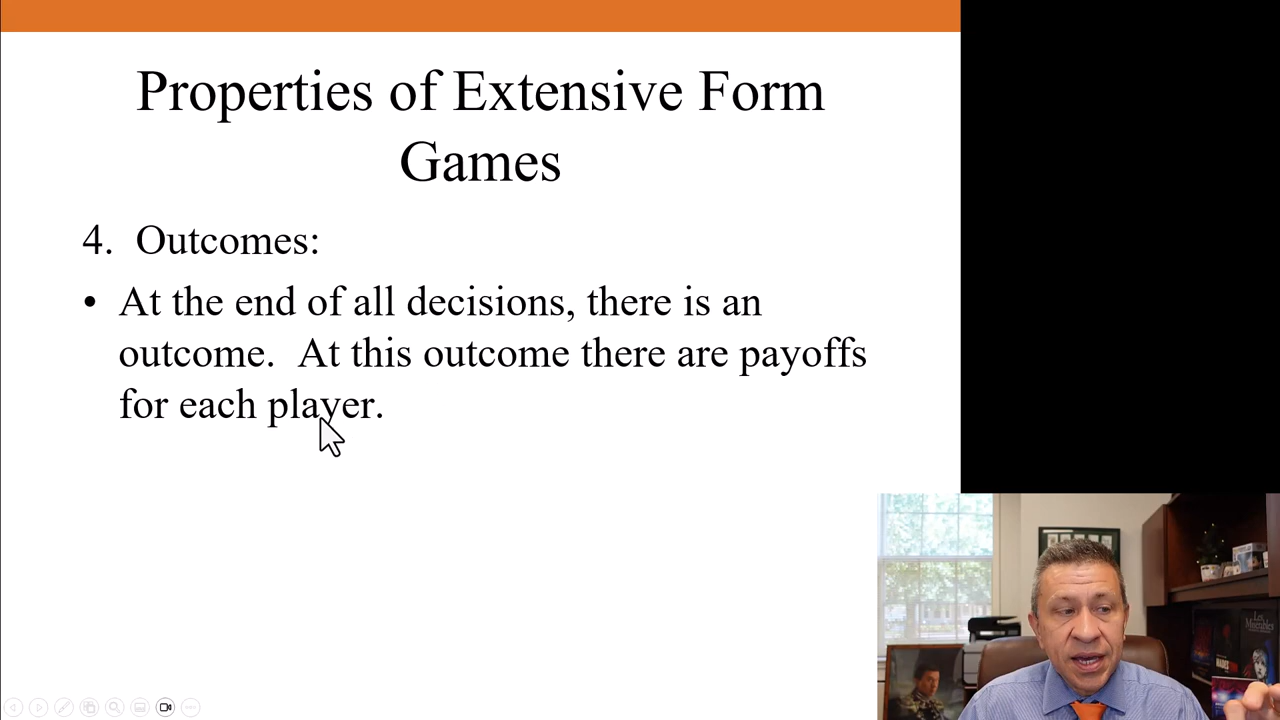 Properties of Extensive Form
Games
4. Outcomes:
• At the end of all decisions, there is an
outcome. At this outcome there are payoffs
for each player.
Les